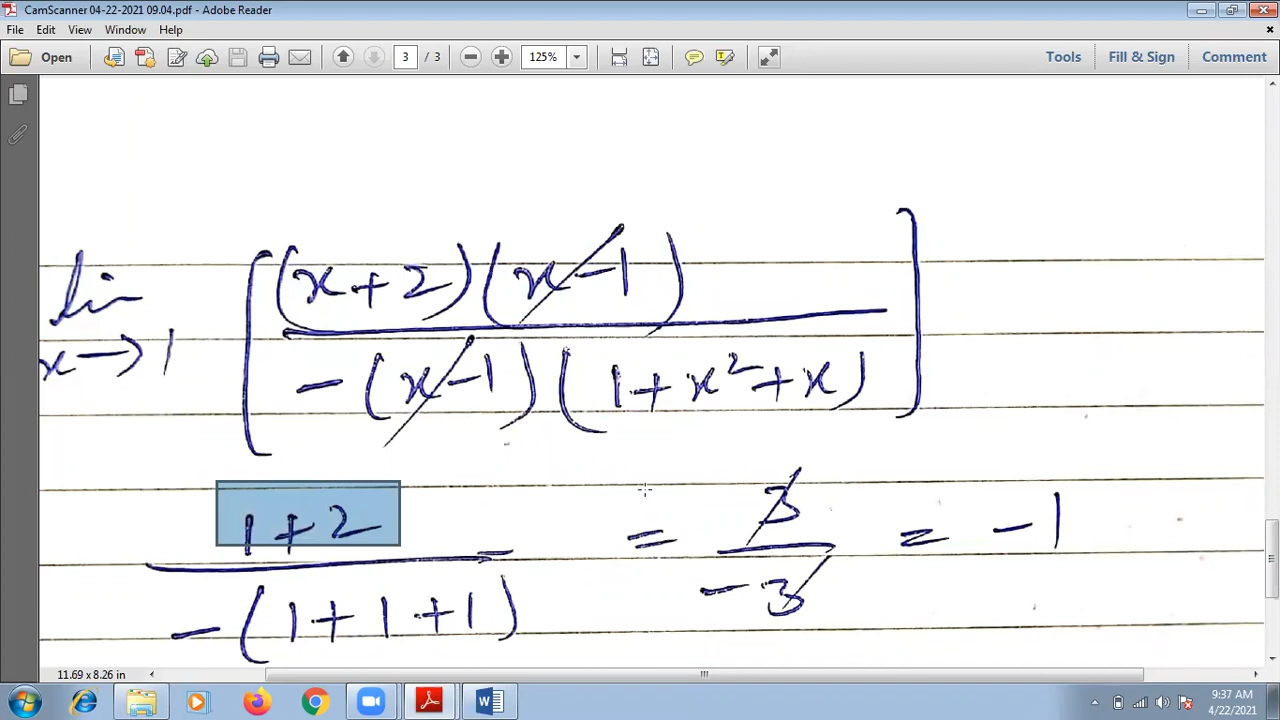 CamScanner 04-22-2021 09.04.pdf - Adobe Reader
File Edit View Window Help
Open 3 / 3 125% Tools Fill & Sign Comment
lim x→1 [ (x+2)(x-1) / -(x-1)(1+x²+x) ]
1+2 / -(1+1+1) = 3 / -3 = -1
11.69 x 8.26 in
9:37 AM
4/22/2021